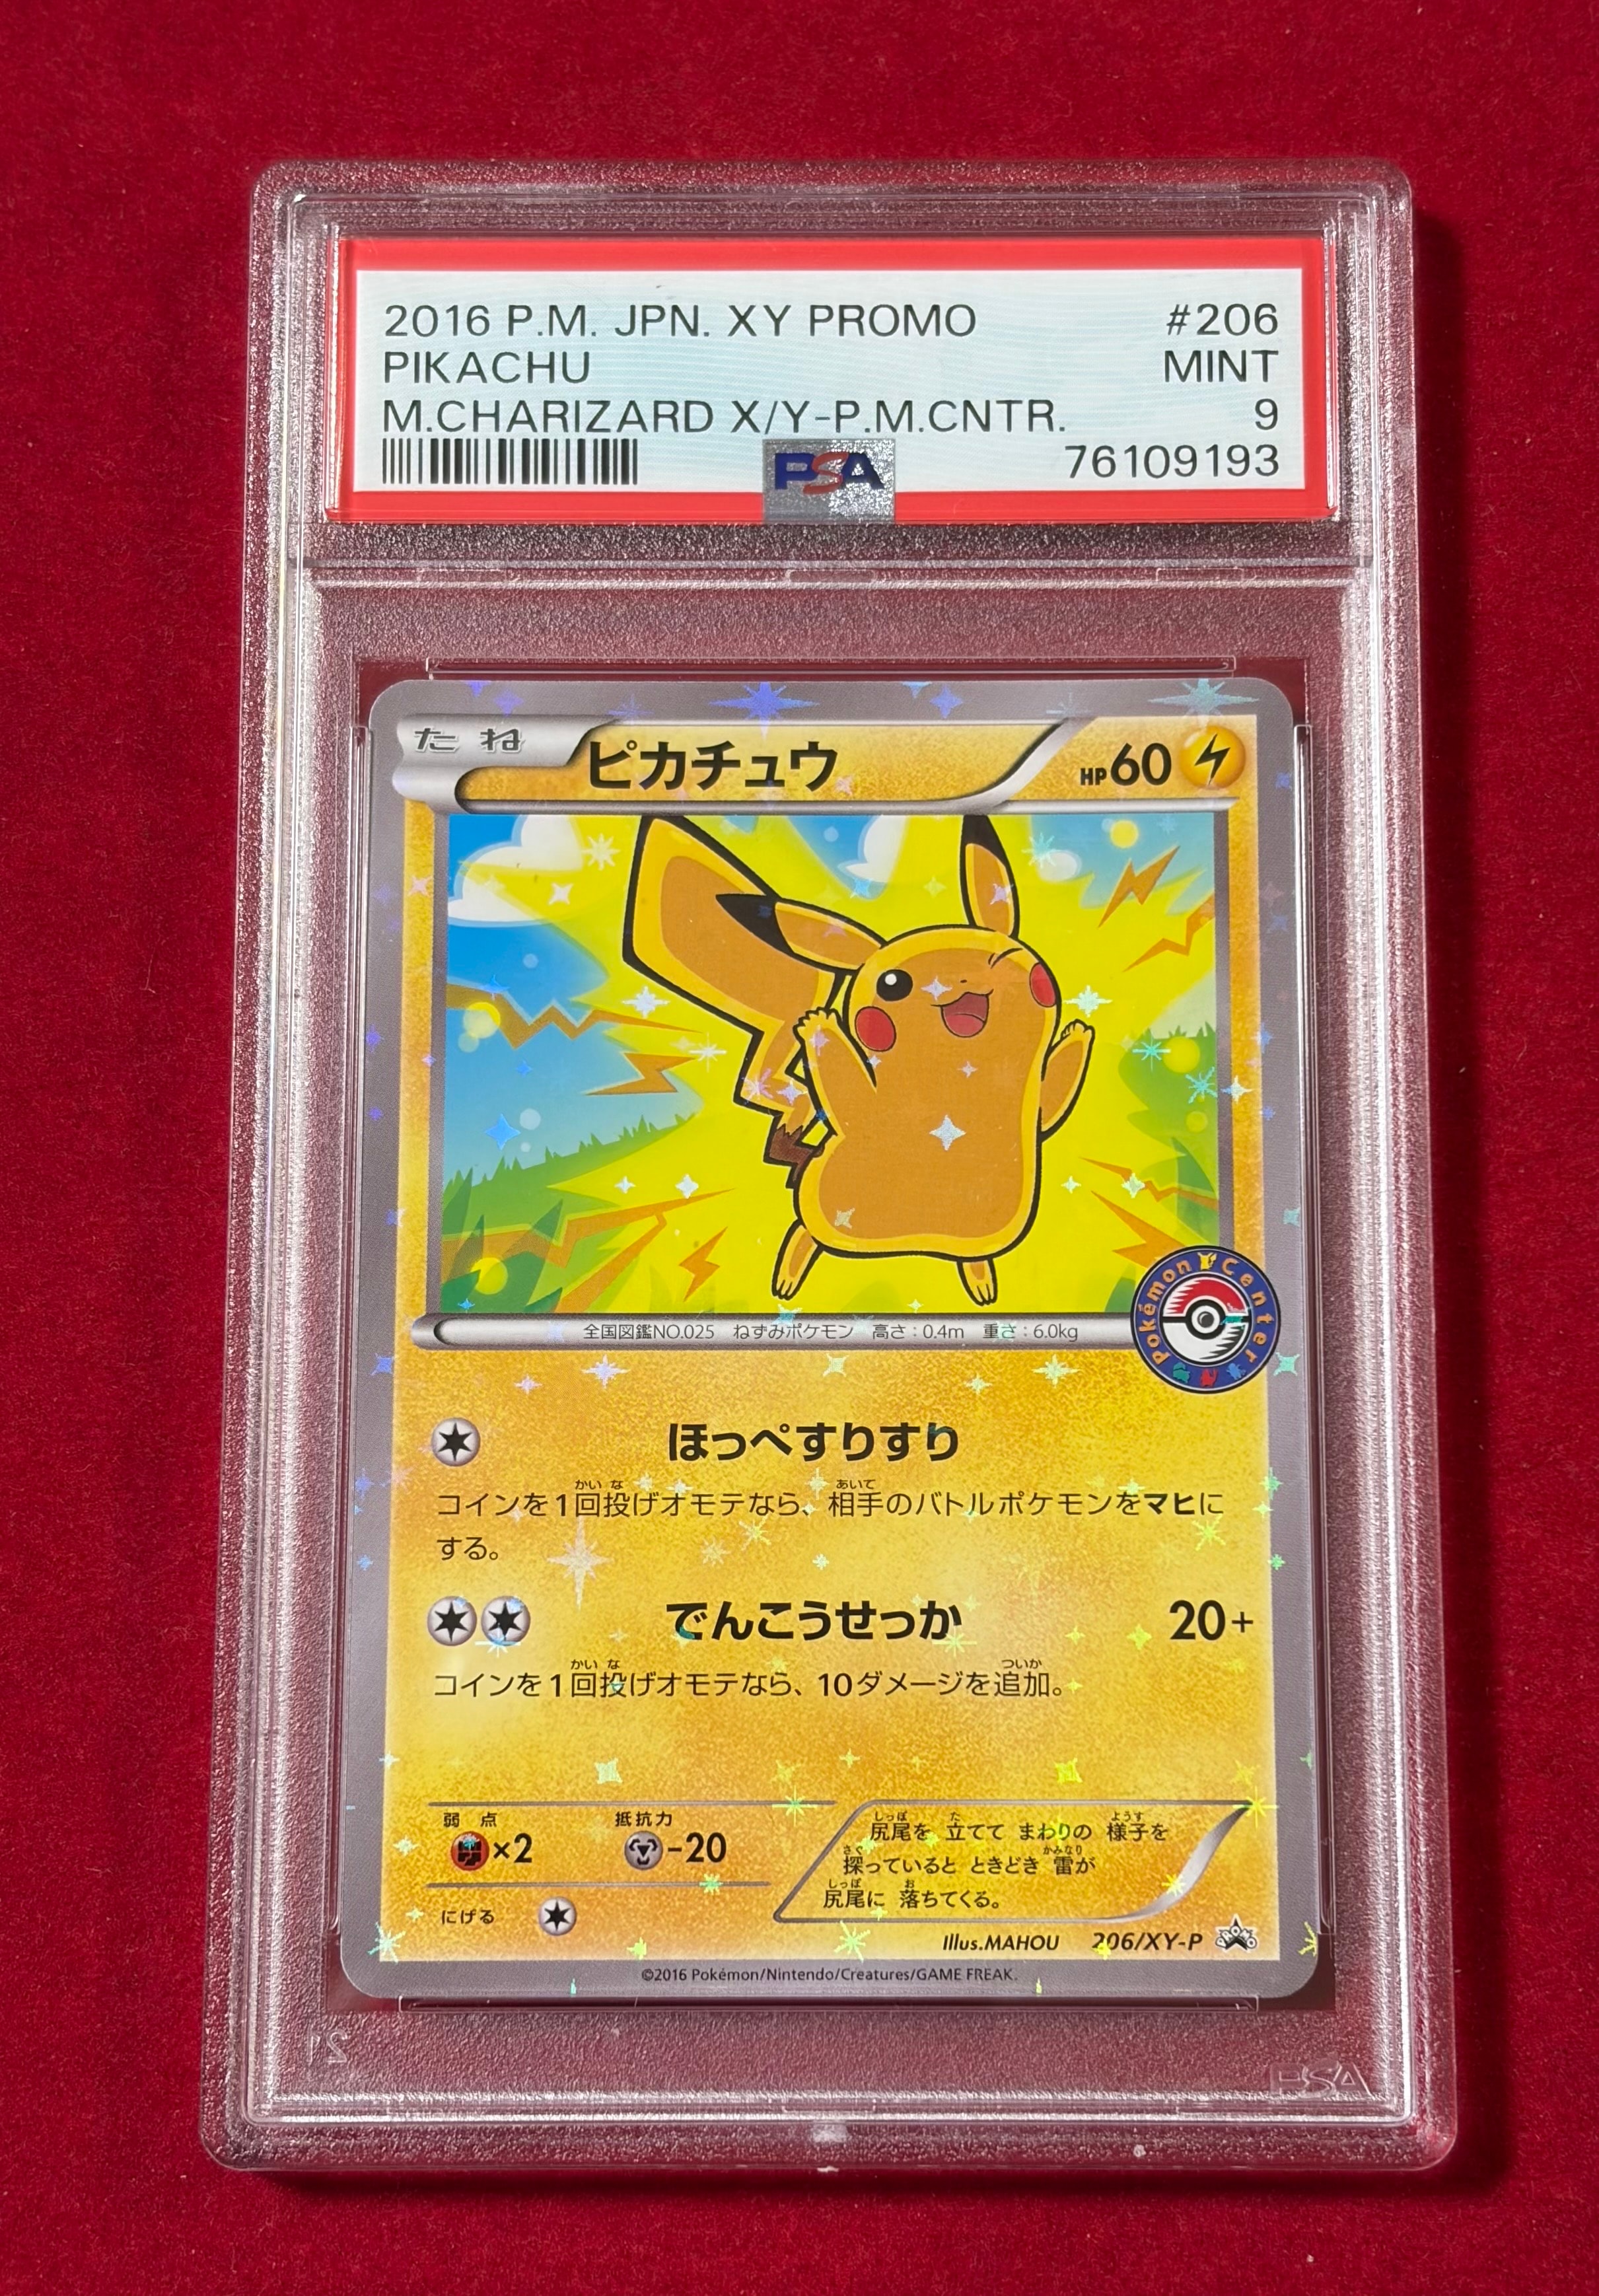 2016 P.M. JPN. XY PROMO #206
PIKACHU MINT
M.CHARIZARD X/Y-P.M.CNTR. 9
PSA 76109193
たね ピカチュウ HP60
Pokémon Center
全国図鑑NO.025 ねずみポケモン 高さ:0.4m 重さ:6.0kg
ほっぺすりすり
コインを1回投げオモテなら、相手のバトルポケモンをマヒに
する。
でんこうせっか 20+
コインを1回投げオモテなら、10ダメージを追加。
弱点 抵抗力
×2 -20
にげる
尻尾を 立てて まわりの 様子を
探っていると ときどき 雷が
尻尾に 落ちてくる。
Illus.MAHOU 206/XY-P PROMO
©2016 Pokémon/Nintendo/Creatures/GAME FREAK.
PSA